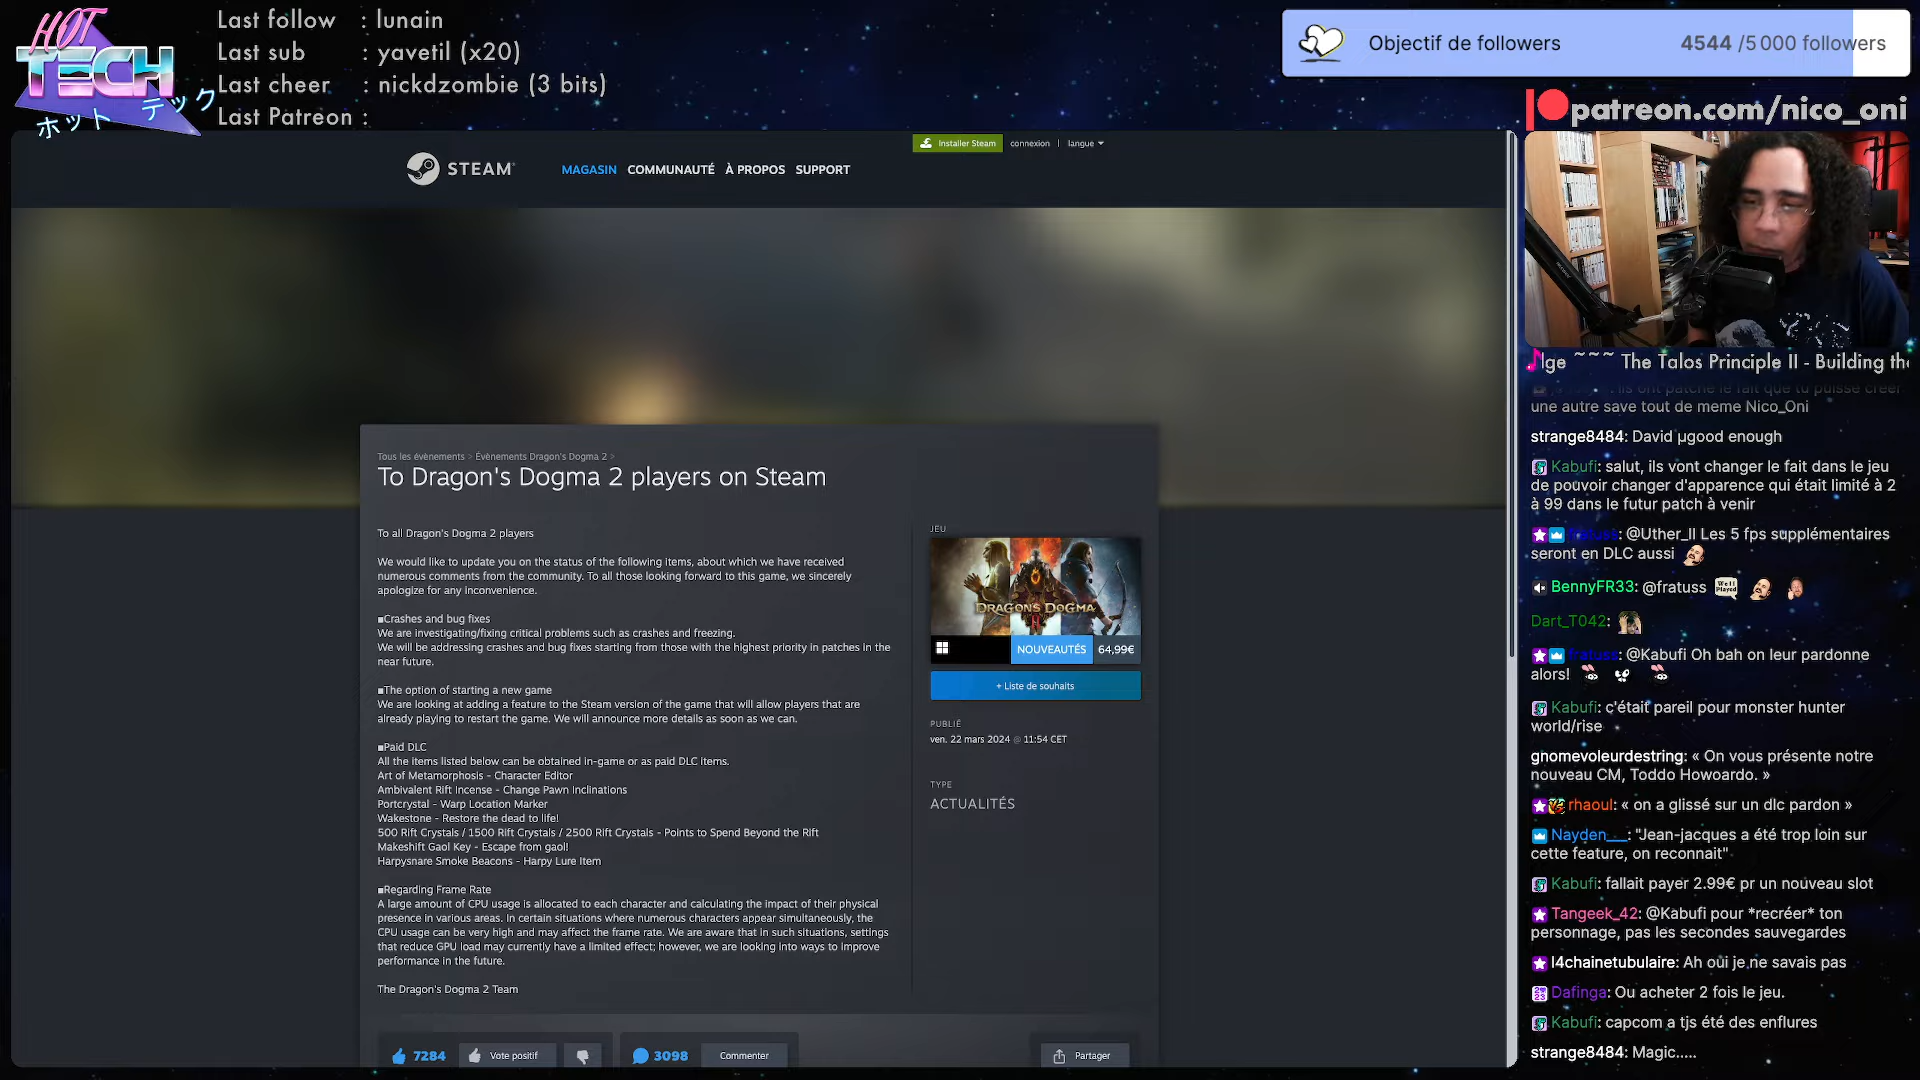 HOT
TECH
ホット テック
Last follow : lunain
Last sub : yavetil (x20)
Last cheer : nickdzombie (3 bits)
Last Patreon :
Objectif de followers 4544 /5 000 followers
patreon.com/nico_oni
Installer Steam connexion | langue
STEAM
MAGASIN COMMUNAUTÉ À PROPOS SUPPORT
Tous les évènements > Évènements Dragon's Dogma 2 >
To Dragon's Dogma 2 players on Steam
To all Dragon's Dogma 2 players
We would like to update you on the status of the following items, about which we have received
numerous comments from the community. To all those looking forward to this game, we sincerely
apologize for any inconvenience.
■Crashes and bug fixes
We are investigating/fixing critical problems such as crashes and freezing.
We will be addressing crashes and bug fixes starting from those with the highest priority in patches in the
near future.
■The option of starting a new game
We are looking at adding a feature to the Steam version of the game that will allow players that are
already playing to restart the game. We will announce more details as soon as we can.
■Paid DLC
All the items listed below can be obtained in-game or as paid DLC items.
Art of Metamorphosis - Character Editor
Ambivalent Rift Incense - Change Pawn Inclinations
Portcrystal - Warp Location Marker
Wakestone - Restore the dead to life!
500 Rift Crystals / 1500 Rift Crystals / 2500 Rift Crystals - Points to Spend Beyond the Rift
Makeshift Gaol Key - Escape from gaol!
Harpysnare Smoke Beacons - Harpy Lure Item
■Regarding Frame Rate
A large amount of CPU usage is allocated to each character and calculating the impact of their physical
presence in various areas. In certain situations where numerous characters appear simultaneously, the
CPU usage can be very high and may affect the frame rate. We are aware that in such situations, settings
that reduce GPU load may currently have a limited effect; however, we are looking into ways to improve
performance in the future.
The Dragon's Dogma 2 Team
7284 Vote positif 3098 Commenter Partager
JEU
DRAGON'S DOGMA
II
NOUVEAUTÉS 64,99€
+ Liste de souhaits
PUBLIÉ
ven. 22 mars 2024 @ 11:54 CET
TYPE
ACTUALITÉS
lge ~~~ The Talos Principle II - Building the
ils ont patché le fait que tu puisse créer
une autre save tout de meme Nico_Oni
strange8484: David µgood enough
Kabufi: salut, ils vont changer le fait dans le jeu
de pouvoir changer d'apparence qui était limité à 2
à 99 dans le futur patch à venir
fratuss: @Uther_II Les 5 fps supplémentaires
seront en DLC aussi
BennyFR33: @fratuss Well Played
Dart_T042:
fratuss: @Kabufi Oh bah on leur pardonne
alors!
Kabufi: c'était pareil pour monster hunter
world/rise
gnomevoleurdestring: « On vous présente notre
nouveau CM, Toddo Howoardo. »
rhaoul: « on a glissé sur un dlc pardon »
Nayden___: "Jean-jacques a été trop loin sur
cette feature, on reconnait"
Kabufi: fallait payer 2.99€ pr un nouveau slot
Tangeek_42: @Kabufi pour *recréer* ton
personnage, pas les secondes sauvegardes
l4chainetubulaire: Ah oui je ne savais pas
Dafinga: Ou acheter 2 fois le jeu.
Kabufi: capcom a tjs été des enflures
strange8484: Magic.....